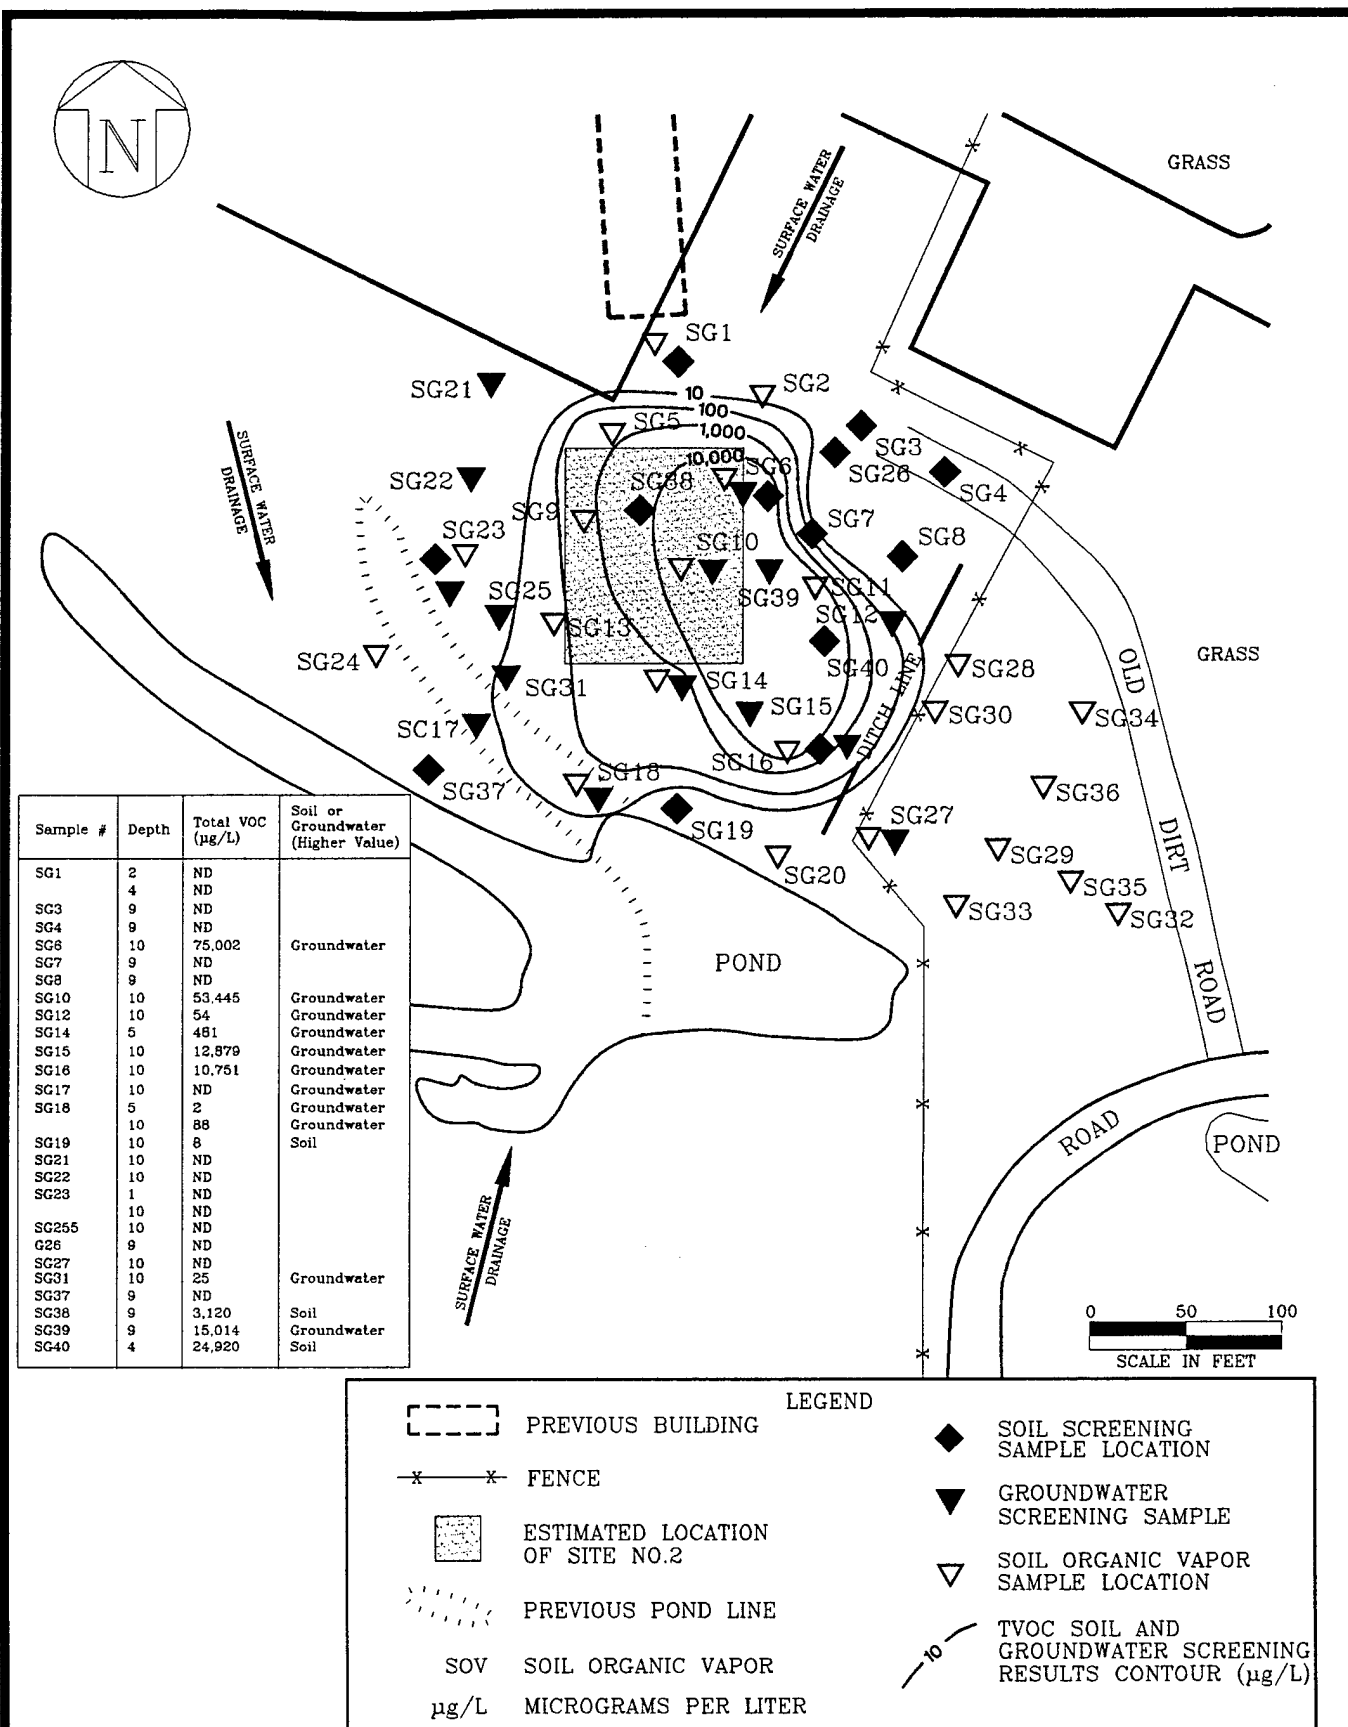 N
GRASS
SURFACE WATER
DRAINAGE
SG1
SG21
SG2
10
100
SG5
1,000
SG3
SURFACE WATER
DRAINAGE
10,000
SG6
SG26
SG22
SG38
SG4
SG9
SG7
SG23
SG8
SG10
SG25
SG39
SG11
SG12
SG13
SG24
SG40
SG28
OLD
GRASS
SG31
SG14
DITCH LINE
SG15
SG30
SG34
SC17
SG16
SG37
SG18
SG36
SG19
SG27
DIRT
SG20
SG29
SG35
SG33
SG32
POND
ROAD
Sample # Depth Total VOC (µg/L) Soil or Groundwater (Higher Value)
SG1 2 ND
4 ND
SG3 9 ND
SG4 9 ND
SG6 10 75,002 Groundwater
SG7 9 ND
SG8 9 ND
SG10 10 53,445 Groundwater
SG12 10 54 Groundwater
SG14 5 481 Groundwater
SG15 10 12,879 Groundwater
SG16 10 10,751 Groundwater
SG17 10 ND Groundwater
SG18 5 2 Groundwater
10 88 Groundwater
SG19 10 8 Soil
SG21 10 ND
SG22 10 ND
SG23 1 ND
10 ND
SG255 10 ND
G26 9 ND
SG27 10 ND
SG31 10 25 Groundwater
SG37 9 ND
SG38 9 3,120 Soil
SG39 9 15,014 Groundwater
SG40 4 24,920 Soil
ROAD
POND
SURFACE WATER
DRAINAGE
0 50 100
SCALE IN FEET
LEGEND
PREVIOUS BUILDING
FENCE
ESTIMATED LOCATION
OF SITE NO.2
PREVIOUS POND LINE
SOV SOIL ORGANIC VAPOR
µg/L MICROGRAMS PER LITER
SOIL SCREENING
SAMPLE LOCATION
GROUNDWATER
SCREENING SAMPLE
SOIL ORGANIC VAPOR
SAMPLE LOCATION
10
TVOC SOIL AND
GROUNDWATER SCREENING
RESULTS CONTOUR (µg/L)